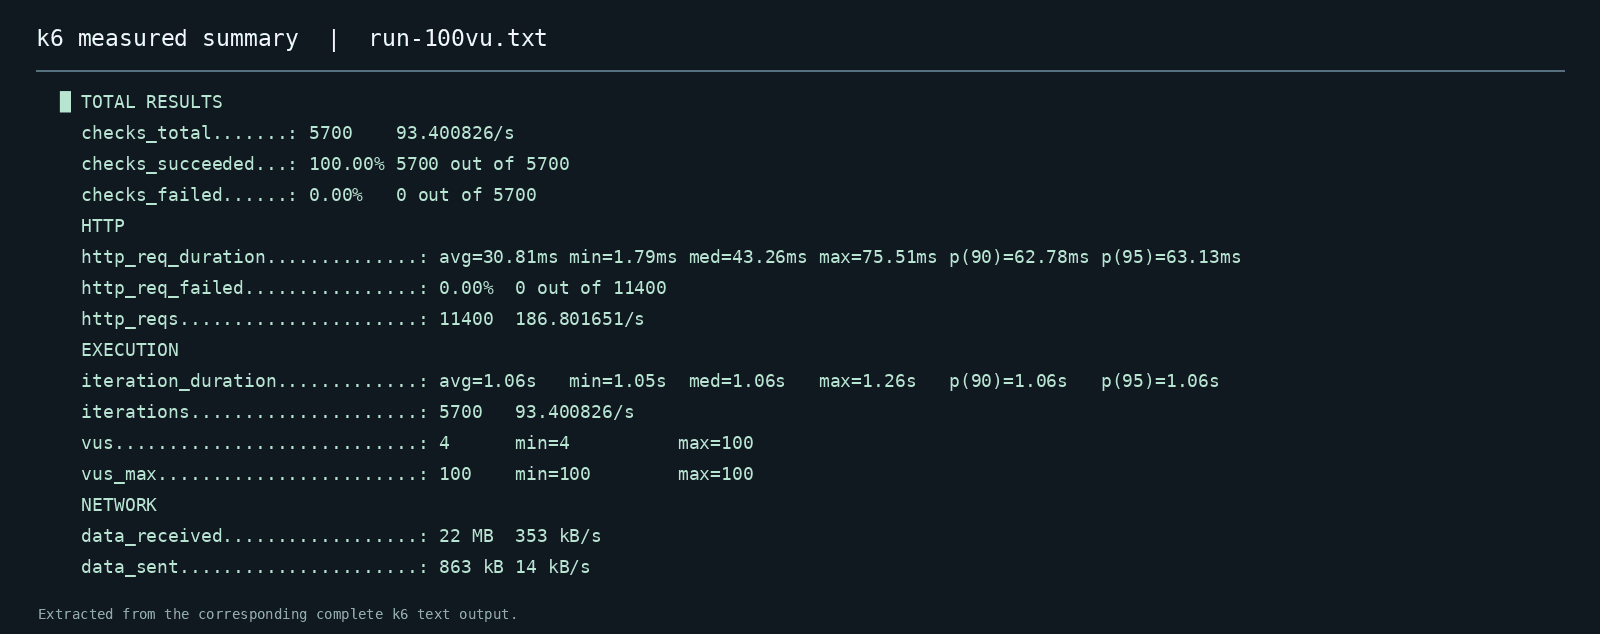 k6 measured summary  |  run-100vu.txt
█ TOTAL RESULTS
checks_total.......: 5700    93.400826/s
checks_succeeded...: 100.00% 5700 out of 5700
checks_failed......: 0.00%   0 out of 5700
HTTP
http_req_duration..............: avg=30.81ms min=1.79ms med=43.26ms max=75.51ms p(90)=62.78ms p(95)=63.13ms
http_req_failed................: 0.00%  0 out of 11400
http_reqs......................: 11400  186.801651/s
EXECUTION
iteration_duration.............: avg=1.06s   min=1.05s  med=1.06s   max=1.26s   p(90)=1.06s   p(95)=1.06s
iterations.....................: 5700   93.400826/s
vus............................: 4      min=4          max=100
vus_max........................: 100    min=100        max=100
NETWORK
data_received..................: 22 MB  353 kB/s
data_sent......................: 863 kB 14 kB/s
Extracted from the corresponding complete k6 text output.